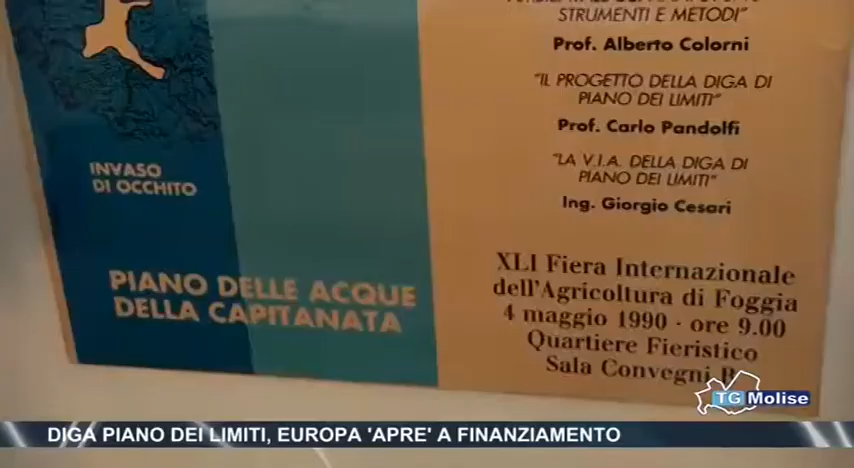 STRUMENTI E METODI"
Prof. Alberto Colorni
"IL PROGETTO DELLA DIGA DI
PIANO DEI LIMITI"
Prof. Carlo Pandolfi
"LA V.I.A. DELLA DIGA DI
PIANO DEI LIMITI"
Ing. Giorgio Cesari
INVASO
DI OCCHITO
PIANO DELLE ACQUE
DELLA CAPITANATA
XLI Fiera Internazionale
dell'Agricoltura di Foggia
4 maggio 1990 - ore 9.00
Quartiere Fieristico
Sala Convegni
TG Molise
DIGA PIANO DEI LIMITI, EUROPA 'APRE' A FINANZIAMENTO